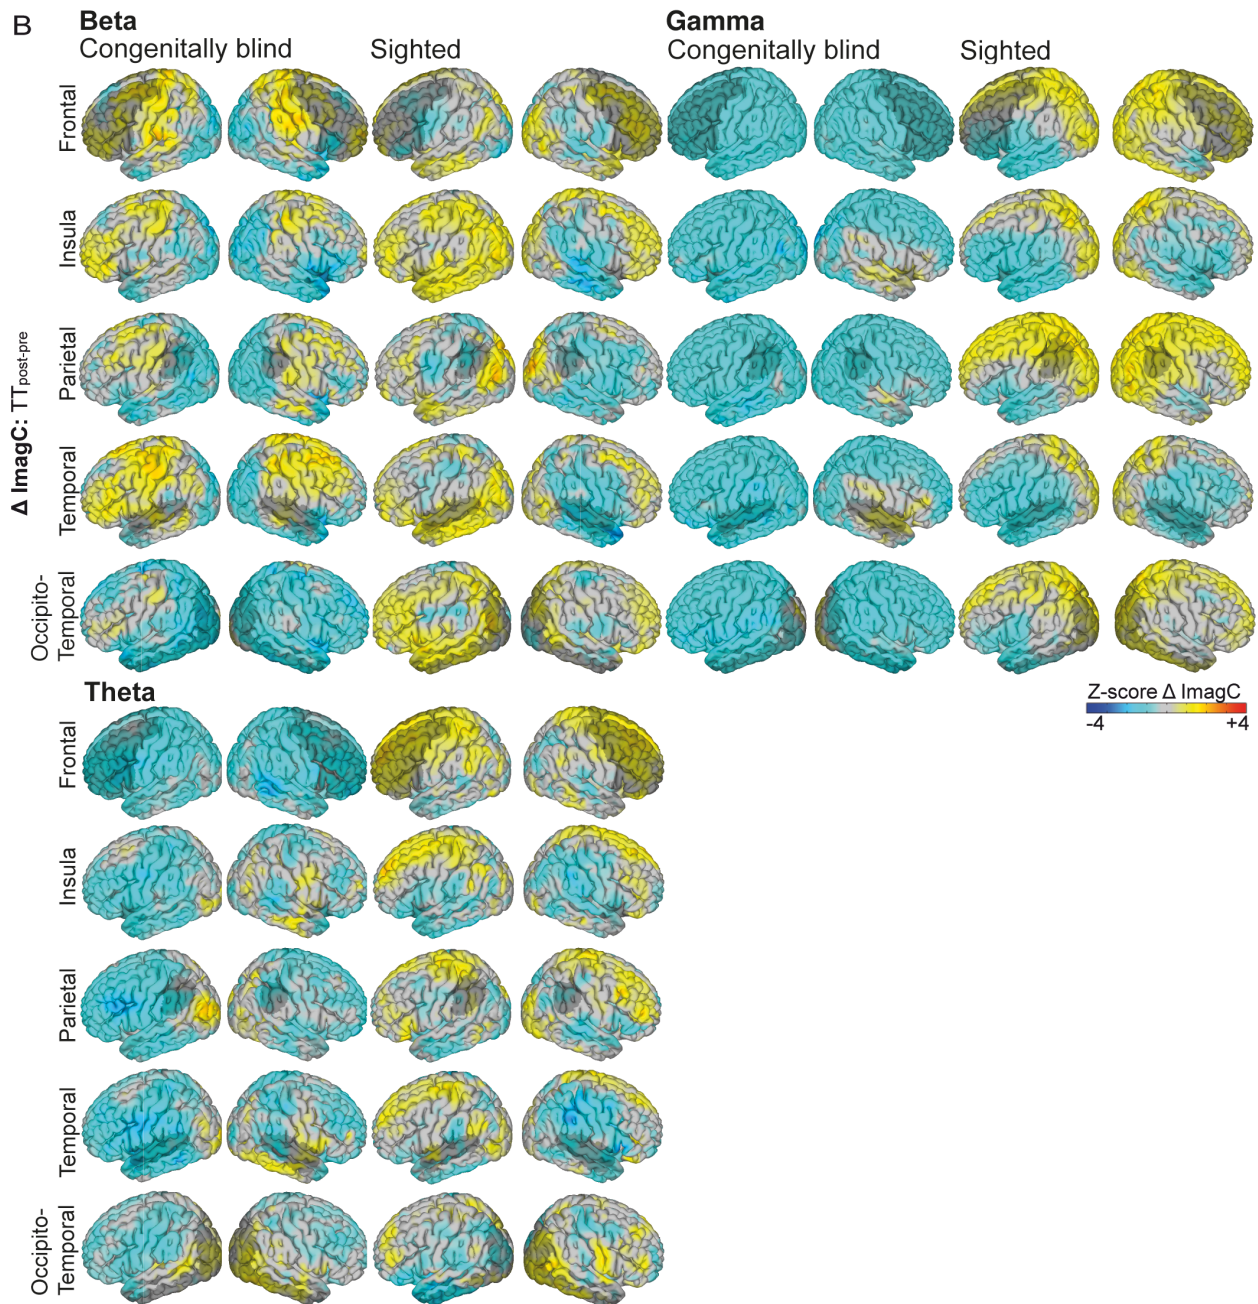 B
Beta
Gamma
Congenitally blind
Sighted
Congenitally blind
Sighted
Δ ImagC: TTpost-pre
Frontal
Insula
Parietal
Temporal
Occipito-
Temporal
Z-score Δ ImagC
-4
+4
Theta
Frontal
Insula
Parietal
Temporal
Occipito-
Temporal